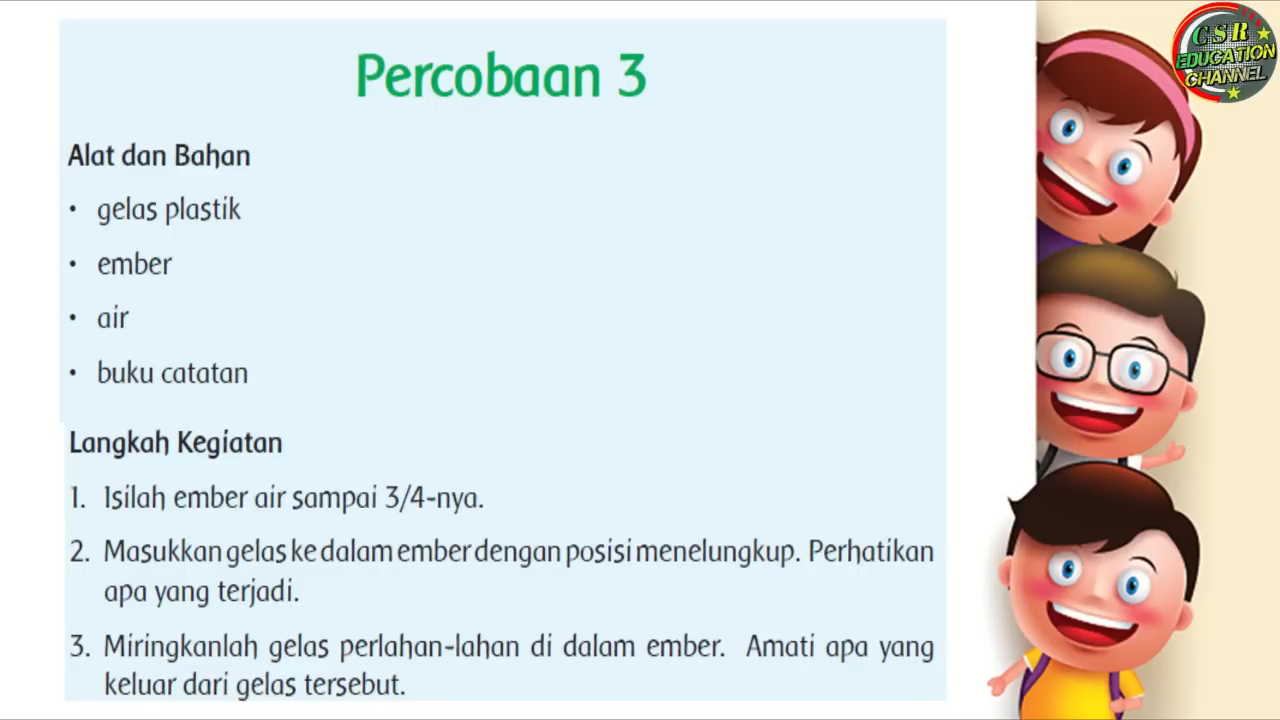 Percobaan 3
CSR
EDUCATION
CHANNEL
Alat dan Bahan
• gelas plastik
• ember
• air
• buku catatan
Langkah Kegiatan
1. Isilah ember air sampai 3/4-nya.
2. Masukkan gelas ke dalam ember dengan posisi menelungkup. Perhatikan
apa yang terjadi.
3. Miringkanlah gelas perlahan-lahan di dalam ember. Amati apa yang
keluar dari gelas tersebut.